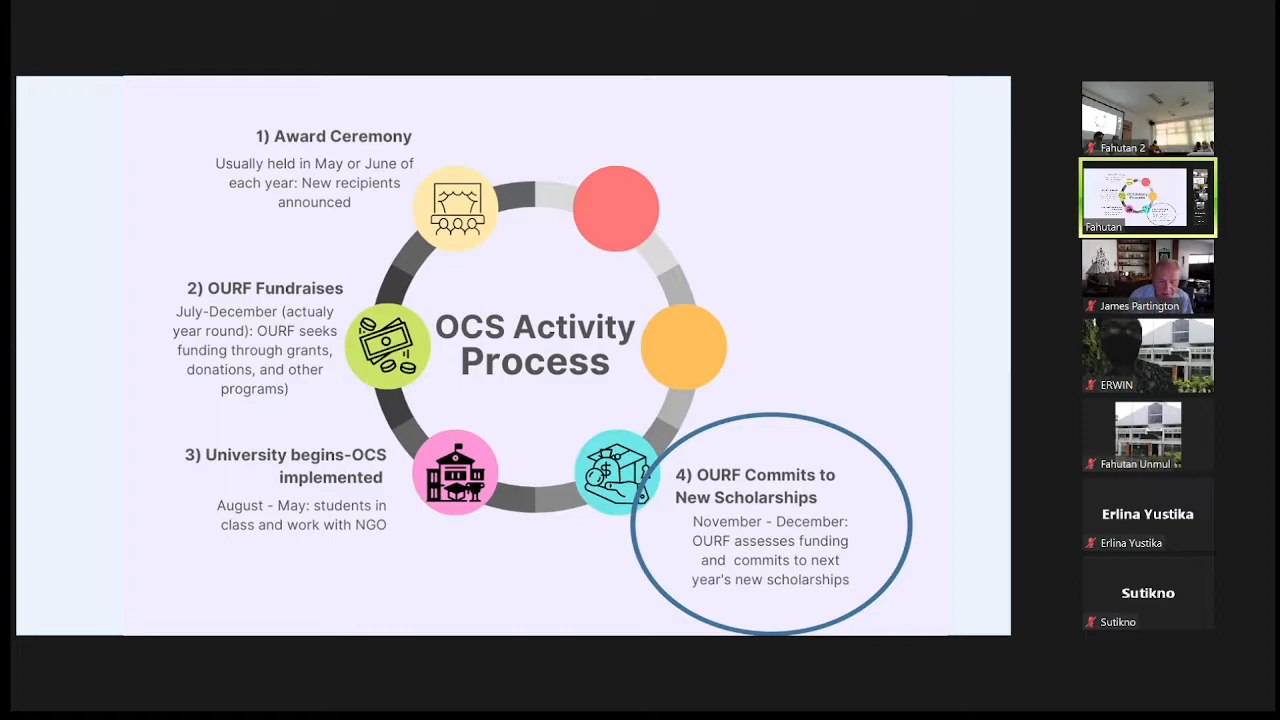 1) Award Ceremony
Usually held in May or June of
each year: New recipients
announced
2) OURF Fundraises
July-December (actualy
year round): OURF seeks
funding through grants,
donations, and other
programs)
3) University begins-OCS
implemented
August - May: students in
class and work with NGO
OCS Activity
Process
4) OURF Commits to
New Scholarships
November - December:
OURF assesses funding
and commits to next
year's new scholarships
Fahutan 2
Fahutan
James Partington
ERWIN
Fahutan Unmul
Erlina Yustika
Erlina Yustika
Sutikno
Sutikno